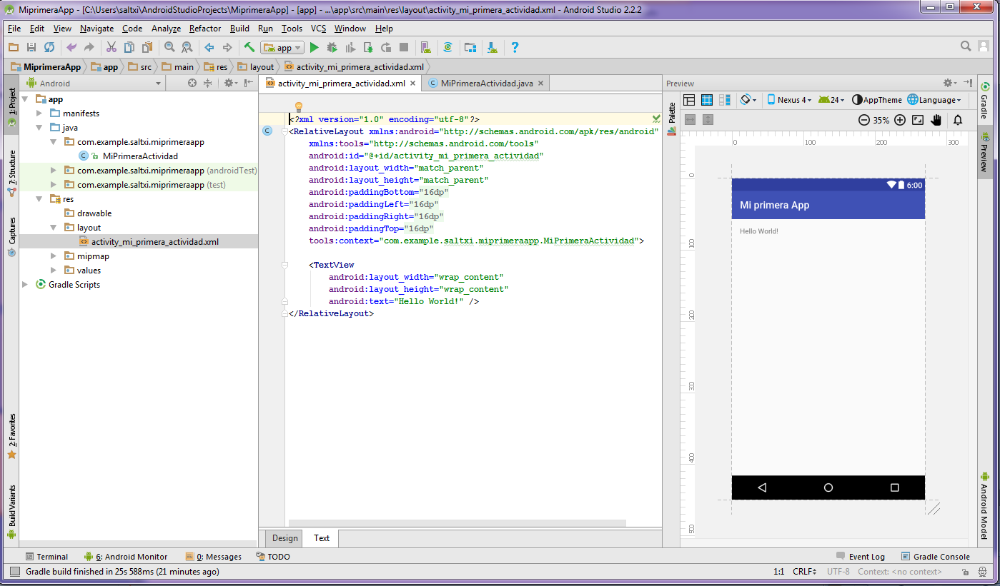 MiprimeraApp - [C:\Users\saltxi\AndroidStudioProjects\MiprimeraApp] - [app] - ...\app\src\main\res\layout\activity_mi_primera_actividad.xml - Android Studio 2.2.2
File Edit View Navigate Code Analyze Refactor Build Run Tools VCS Window Help
app
MiprimeraApp app src main res layout activity_mi_primera_actividad.xml
1: Project
7: Structure
Captures
2: Favorites
Build Variants
Android
app
manifests
java
com.example.saltxi.miprimeraapp
MiPrimeraActividad
com.example.saltxi.miprimeraapp (androidTest)
com.example.saltxi.miprimeraapp (test)
res
drawable
layout
activity_mi_primera_actividad.xml
mipmap
values
Gradle Scripts
activity_mi_primera_actividad.xml MiPrimeraActividad.java
<?xml version="1.0" encoding="utf-8"?>
<RelativeLayout xmlns:android="http://schemas.android.com/apk/res/android"
xmlns:tools="http://schemas.android.com/tools"
android:id="@+id/activity_mi_primera_actividad"
android:layout_width="match_parent"
android:layout_height="match_parent"
android:paddingBottom="16dp"
android:paddingLeft="16dp"
android:paddingRight="16dp"
android:paddingTop="16dp"
tools:context="com.example.saltxi.miprimeraapp.MiPrimeraActividad">
<TextView
android:layout_width="wrap_content"
android:layout_height="wrap_content"
android:text="Hello World!" />
</RelativeLayout>
Design Text
Preview
Palette
Nexus 4 24 AppTheme Language
35%
0 100 200 300
0
100
200
300
400
500
6:00
Mi primera App
Hello World!
Gradle
Preview
Android Model
Terminal 6: Android Monitor 0: Messages TODO Event Log Gradle Console
Gradle build finished in 25s 588ms (21 minutes ago) 1:1 CRLF UTF-8 Context: <no context>